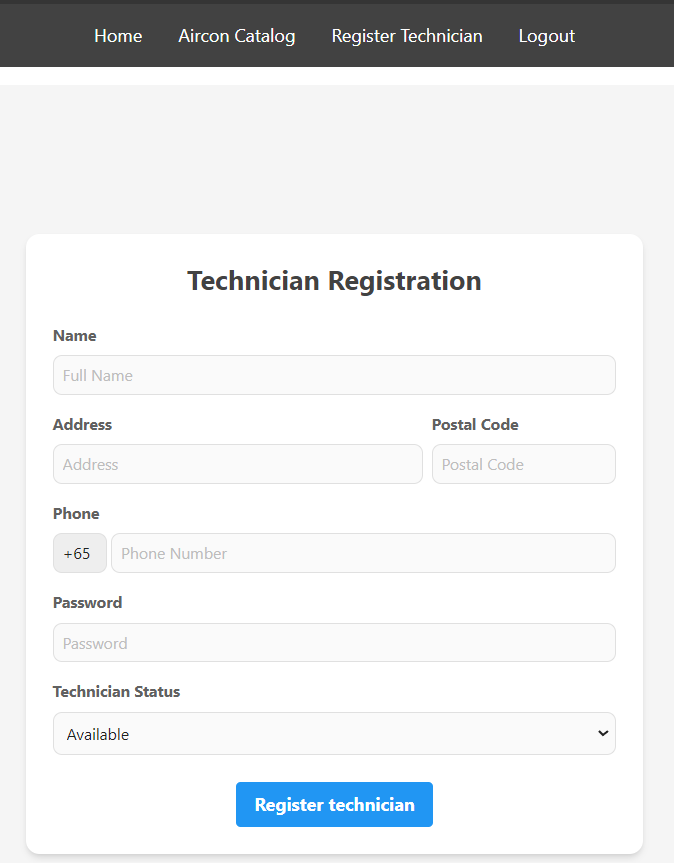 Home Aircon Catalog Register Technician Logout
Technician Registration
Name
Full Name
Address Postal Code
Address Postal Code
Phone
+65 Phone Number
Password
Password
Technician Status
Available
Register technician